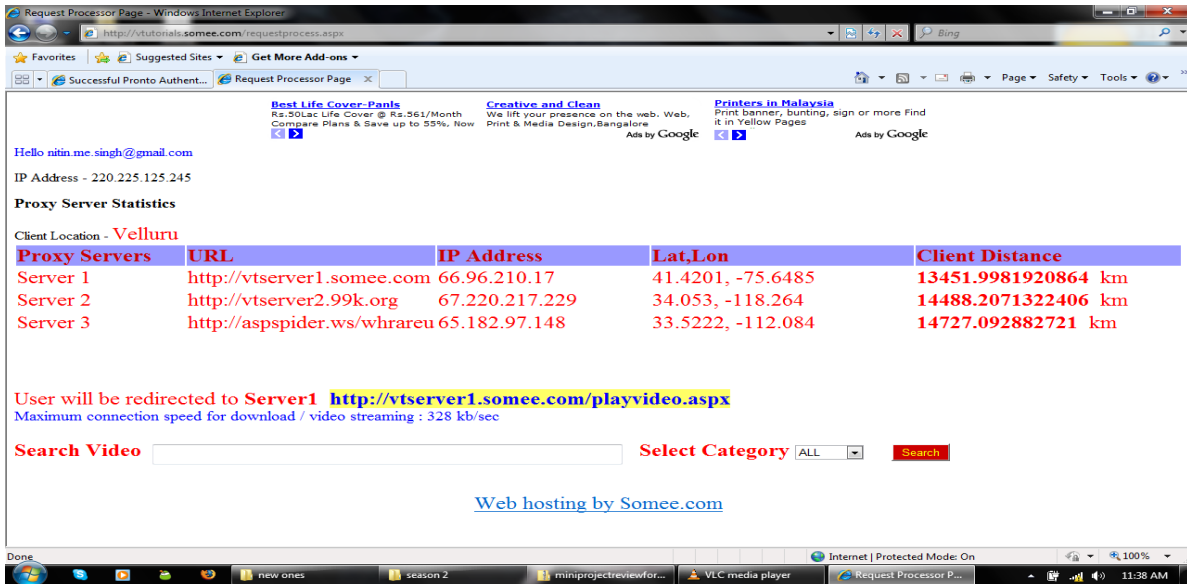 Request Processor Page - Windows Internet Explorer
http://vtutorials.somee.com/requestprocess.aspx
Bing
Favorites Suggested Sites Get More Add-ons
Successful Pronto Authent... Request Processor Page X Page Safety Tools
Best Life Cover-Panls
Rs.50Lac Life Cover @ Rs.561/Month
Compare Plans & Save up to 55%, Now
Creative and Clean
We lift your presence on the web. Web,
Print & Media Design,Bangalore
Ads by Google
Printers in Malaysia
Print banner, bunting, sign or more Find
it in Yellow Pages
Ads by Google
Hello nitin.me.singh@gmail.com
IP Address - 220.225.125.245
Proxy Server Statistics
Client Location - Velluru
Proxy Servers URL IP Address Lat,Lon Client Distance
Server 1 http://vtserver1.somee.com 66.96.210.17 41.4201, -75.6485 13451.9981920864 km
Server 2 http://vtserver2.99k.org 67.220.217.229 34.053, -118.264 14488.2071322406 km
Server 3 http://aspspider.ws/whrareu 65.182.97.148 33.5222, -112.084 14727.092882721 km
User will be redirected to Server1 http://vtserver1.somee.com/playvideo.aspx
Maximum connection speed for download / video streaming : 328 kb/sec
Search Video Select Category ALL Search
Web hosting by Somee.com
Done Internet | Protected Mode: On 100%
new ones season 2 miniprojectreviewfor... VLC media player Request Processor P... 11:38 AM